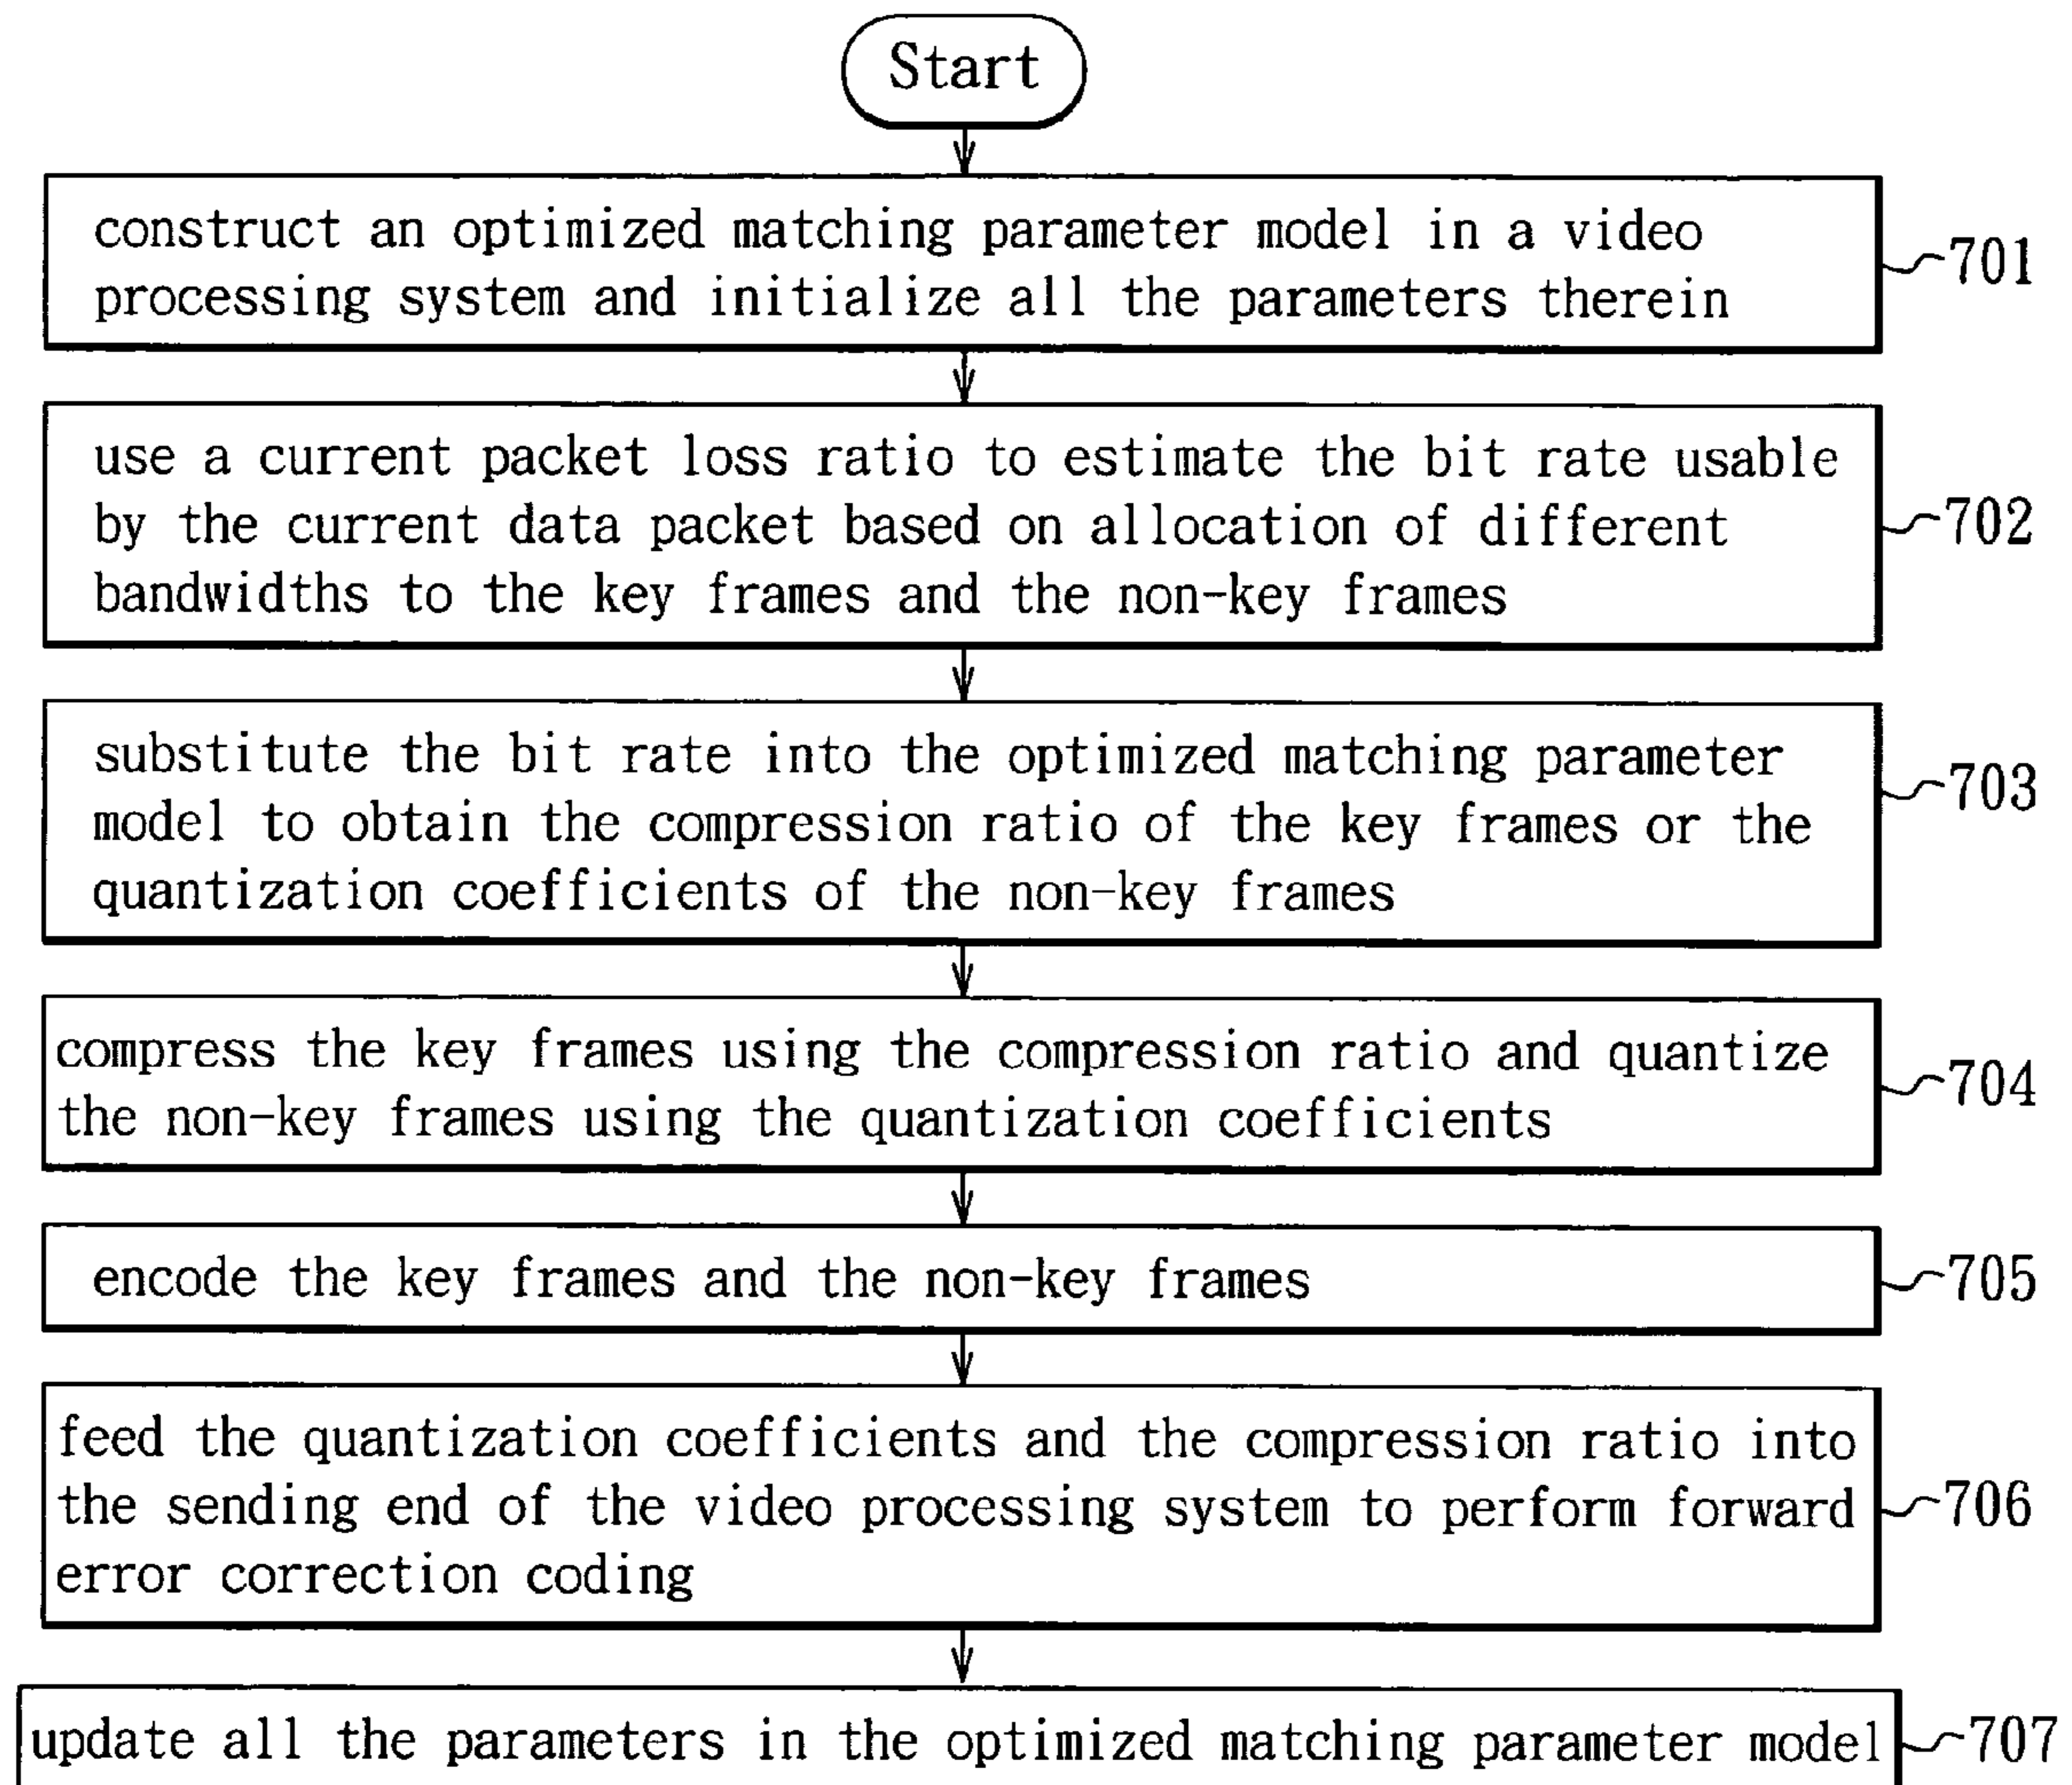 Start
construct an optimized matching parameter model in a video
processing system and initialize all the parameters therein
701
use a current packet loss ratio to estimate the bit rate usable
by the current data packet based on allocation of different
bandwidths to the key frames and the non-key frames
702
substitute the bit rate into the optimized matching parameter
model to obtain the compression ratio of the key frames or the
quantization coefficients of the non-key frames
703
compress the key frames using the compression ratio and quantize
the non-key frames using the quantization coefficients
704
encode the key frames and the non-key frames
705
feed the quantization coefficients and the compression ratio into
the sending end of the video processing system to perform forward
error correction coding
706
update all the parameters in the optimized matching parameter model
707